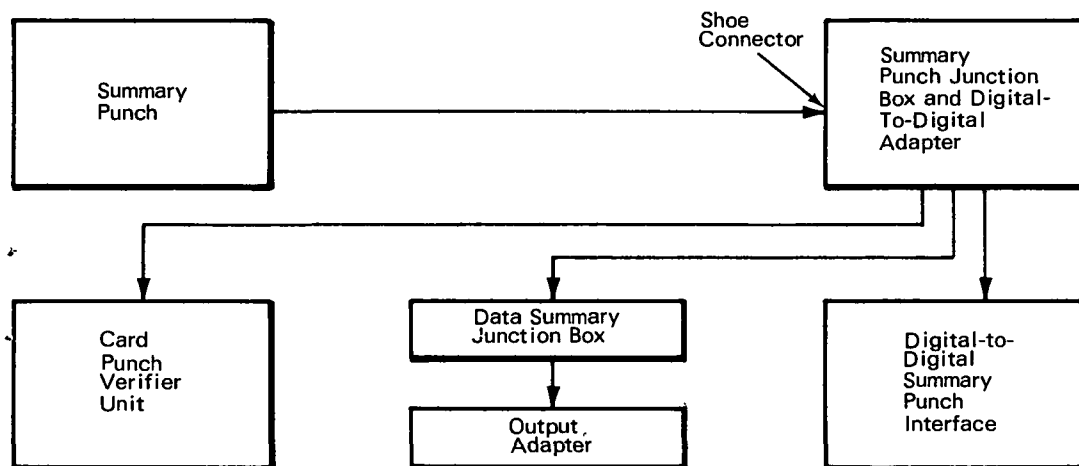 Summary
Punch
Shoe
Connector
Summary
Punch Junction
Box and Digital-
To-Digital
Adapter
Card
Punch
Verifier
Unit
Data Summary
Junction Box
Output
Adapter
Digital-to-
Digital
Summary
Punch
Interface